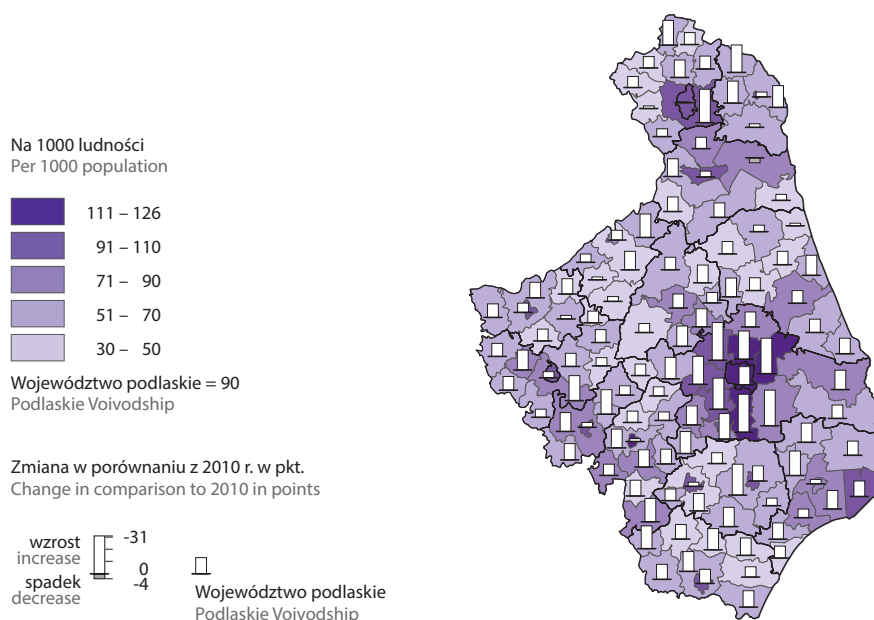 Na 1000 ludności
Per 1000 population
111 – 126
91 – 110
71 – 90
51 – 70
30 – 50
Województwo podlaskie = 90
Podlaskie Voivodship
Zmiana w porównaniu z 2010 r. w pkt.
Change in comparison to 2010 in points
wzrost
increase
spadek
decrease
-31
0
-4
Województwo podlaskie
Podlaskie Voivodship